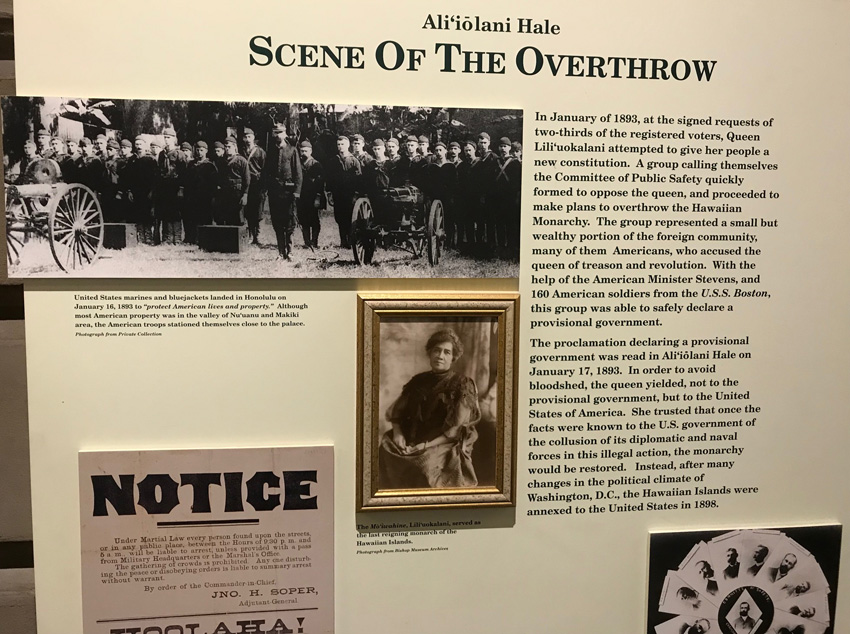 Ali‘iōlani Hale
SCENE OF THE OVERTHROW
In January of 1893, at the signed requests of
two-thirds of the registered voters, Queen
Lili‘uokalani attempted to give her people a
new constitution. A group calling themselves
the Committee of Public Safety quickly
formed to oppose the queen, and proceeded to
make plans to overthrow the Hawaiian
Monarchy. The group represented a small but
wealthy portion of the foreign community,
many of them Americans, who accused the
queen of treason and revolution. With the
help of the American Minister Stevens, and
160 American soldiers from the U.S.S. Boston,
this group was able to safely declare a
provisional government.
The proclamation declaring a provisional
government was read in Ali‘iōlani Hale on
January 17, 1893. In order to avoid
bloodshed, the queen yielded, not to the
provisional government, but to the United
States of America. She trusted that once the
facts were known to the U.S. government of
the collusion of its diplomatic and naval
forces in this illegal action, the monarchy
would be restored. Instead, after many
changes in the political climate of
Washington, D.C., the Hawaiian Islands were
annexed to the United States in 1898.
United States marines and bluejackets landed in Honolulu on
January 16, 1893 to "protect American lives and property." Although
most American property was in the valley of Nu‘uanu and Makiki
area, the American troops stationed themselves close to the palace.
Photograph from Private Collection
The Mō‘īwahine, Lili‘uokalani, served as
the last reigning monarch of the
Hawaiian Islands.
Photograph from Bishop Museum Archives
NOTICE
Under Martial Law every person found upon the streets,
or in any public place, between the Hours of 9:30 p. m. and
5 a. m. will be liable to arrest, unless provided with a pass
from Military Headquarters or the Marshal's Office.
The gathering of crowds is prohibited. Any one disturb-
ing the peace or disobeying orders is liable to summary arrest
without warrant.
By order of the Commander-in-Chief,
JNO. H. SOPER,
Adjutant-General.
HOOLAHA!